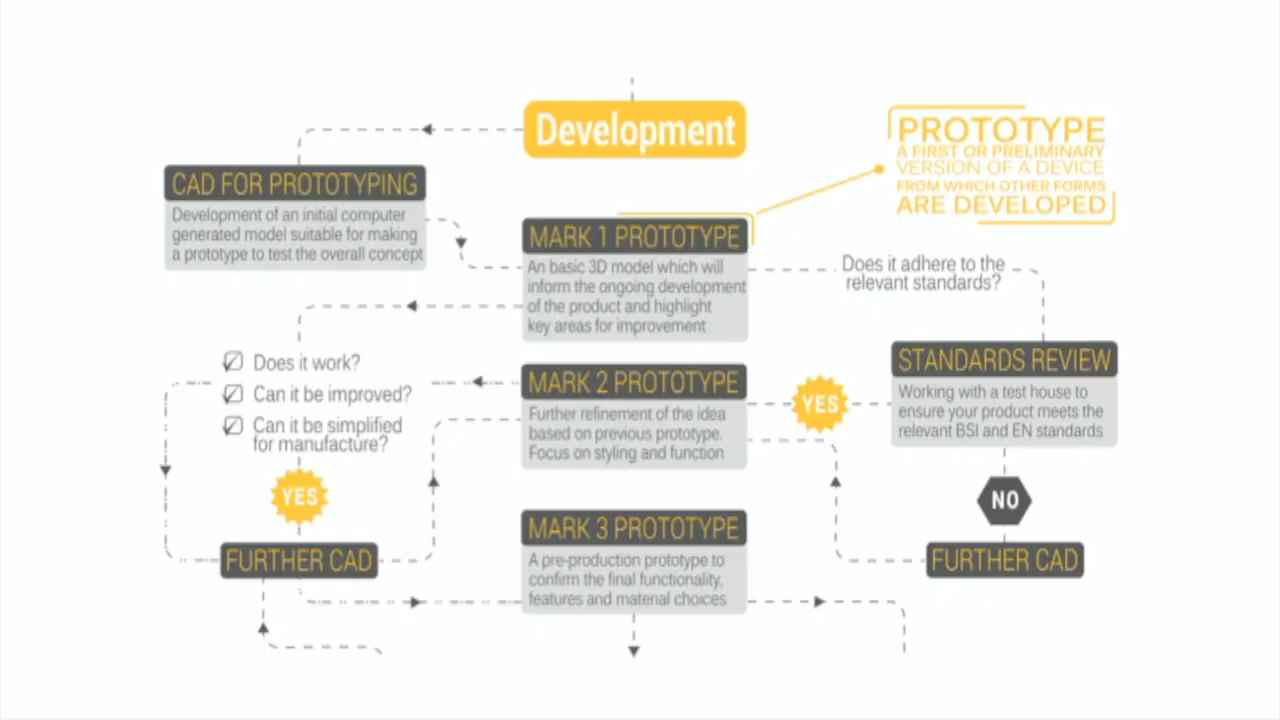 Development
PROTOTYPE
A FIRST OR PRELIMINARY
VERSION OF A DEVICE
FROM WHICH OTHER FORMS
ARE DEVELOPED
CAD FOR PROTOTYPING
Development of an initial computer
generated model suitable for making
a prototype to test the overall concept
MARK 1 PROTOTYPE
An basic 3D model which will
inform the ongoing development
of the product and highlight
key areas for improvement
Does it adhere to the
relevant standards?
Does it work?
Can it be improved?
Can it be simplified
for manufacture?
MARK 2 PROTOTYPE
Further refinement of the idea
based on previous prototype.
Focus on styling and function
YES
STANDARDS REVIEW
Working with a test house to
ensure your product meets the
relevant BSI and EN standards
YES
NO
FURTHER CAD
MARK 3 PROTOTYPE
A pre-production prototype to
confirm the final functionality,
features and material choices
FURTHER CAD